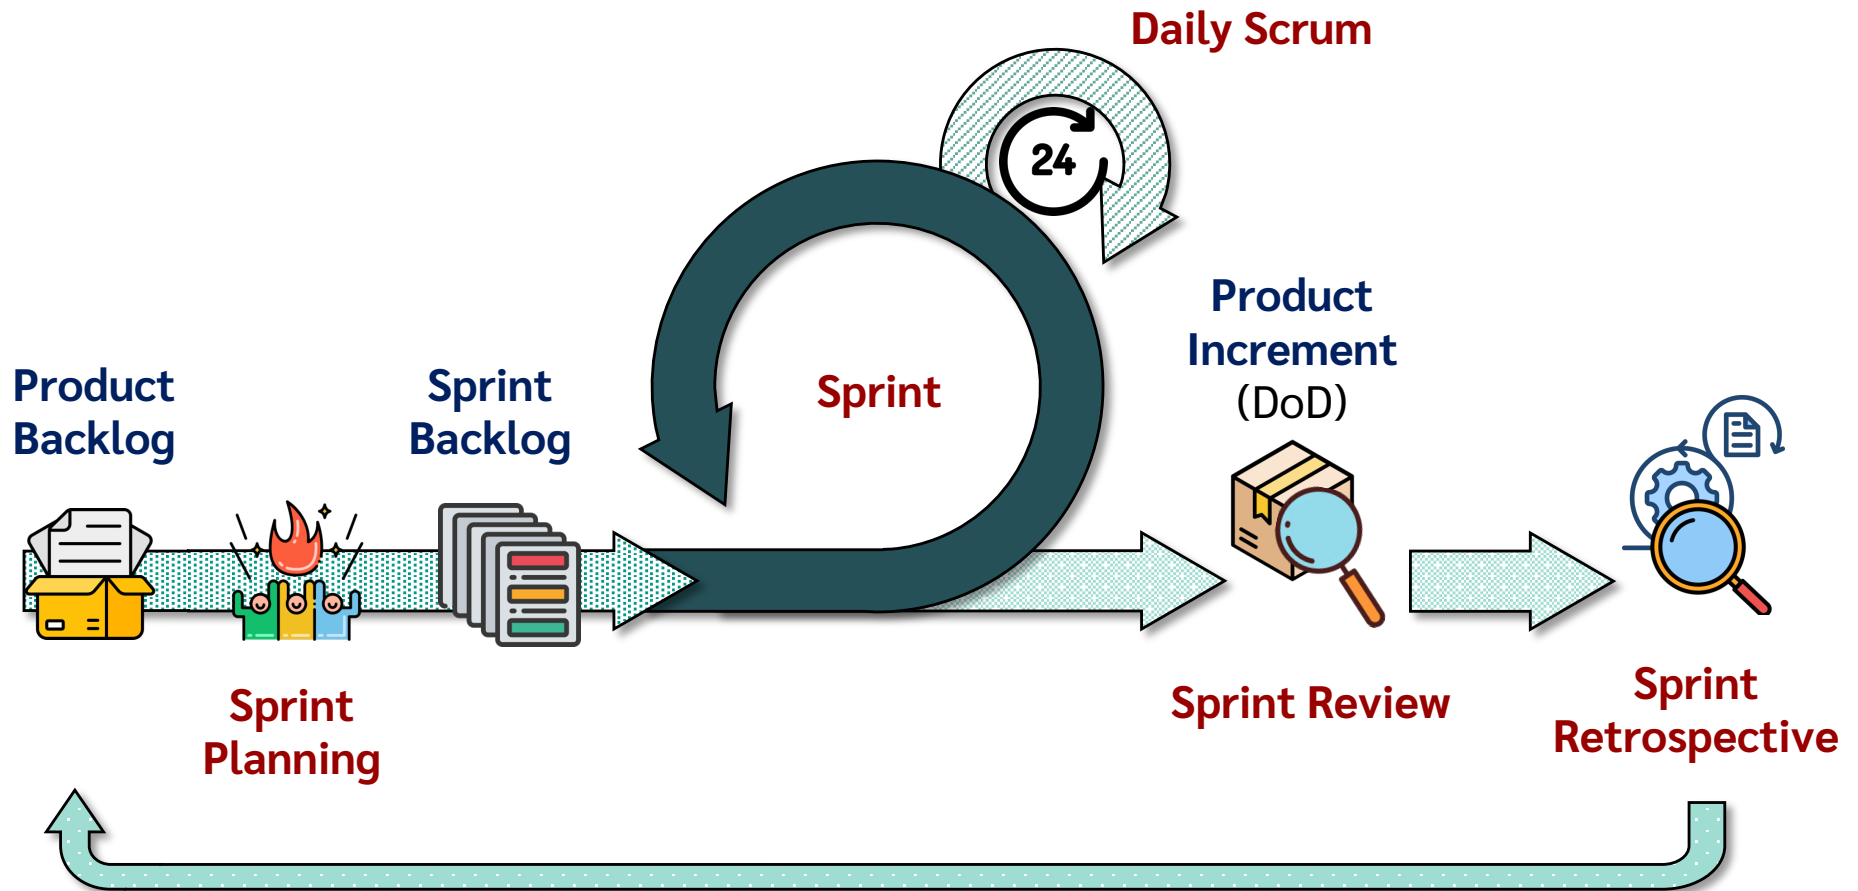 Daily Scrum
24
Product
Increment
(DoD)
Product
Backlog
Sprint
Backlog
Sprint
Sprint
Planning
Sprint Review
Sprint
Retrospective